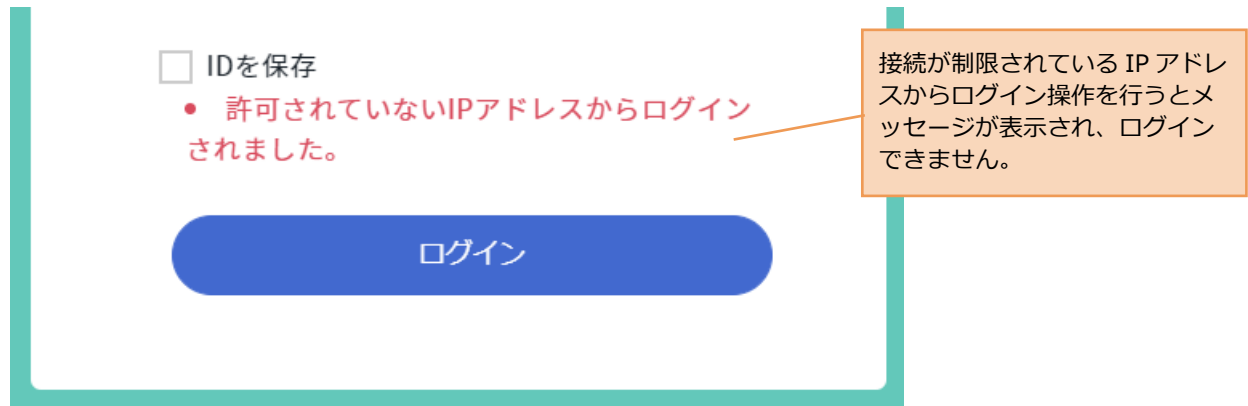 IDを保存
• 許可されていないIPアドレスからログイン
されました。
ログイン
接続が制限されている IP アドレ
スからログイン操作を行うとメ
ッセージが表示され、ログイン
できません。